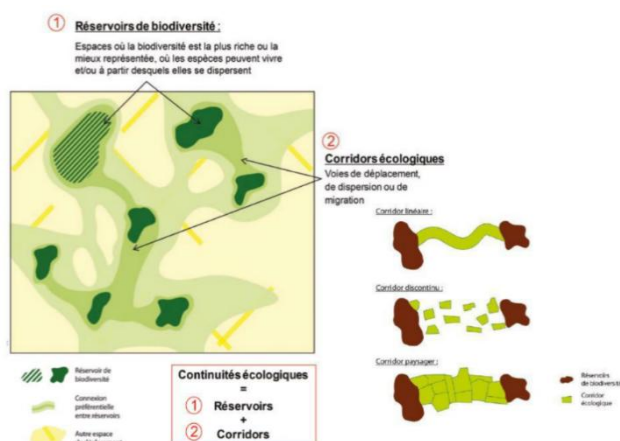 ① Réservoirs de biodiversité :
Espaces où la biodiversité est la plus riche ou la
mieux représentée, où les espèces peuvent vivre
et/ou à partir desquels elles se dispersent
②
Corridors écologiques
Voies de déplacement,
de dispersion ou de
migration
Corridor linéaire :
Corridor discontinu :
Corridor paysager :
Réservoir de
biodiversité
Connexion
préférentielle
entre réservoirs
Autre espace
Continuités écologiques
=
① Réservoirs
+
② Corridors
Réservoirs
de biodiversité
Corridor
écologique